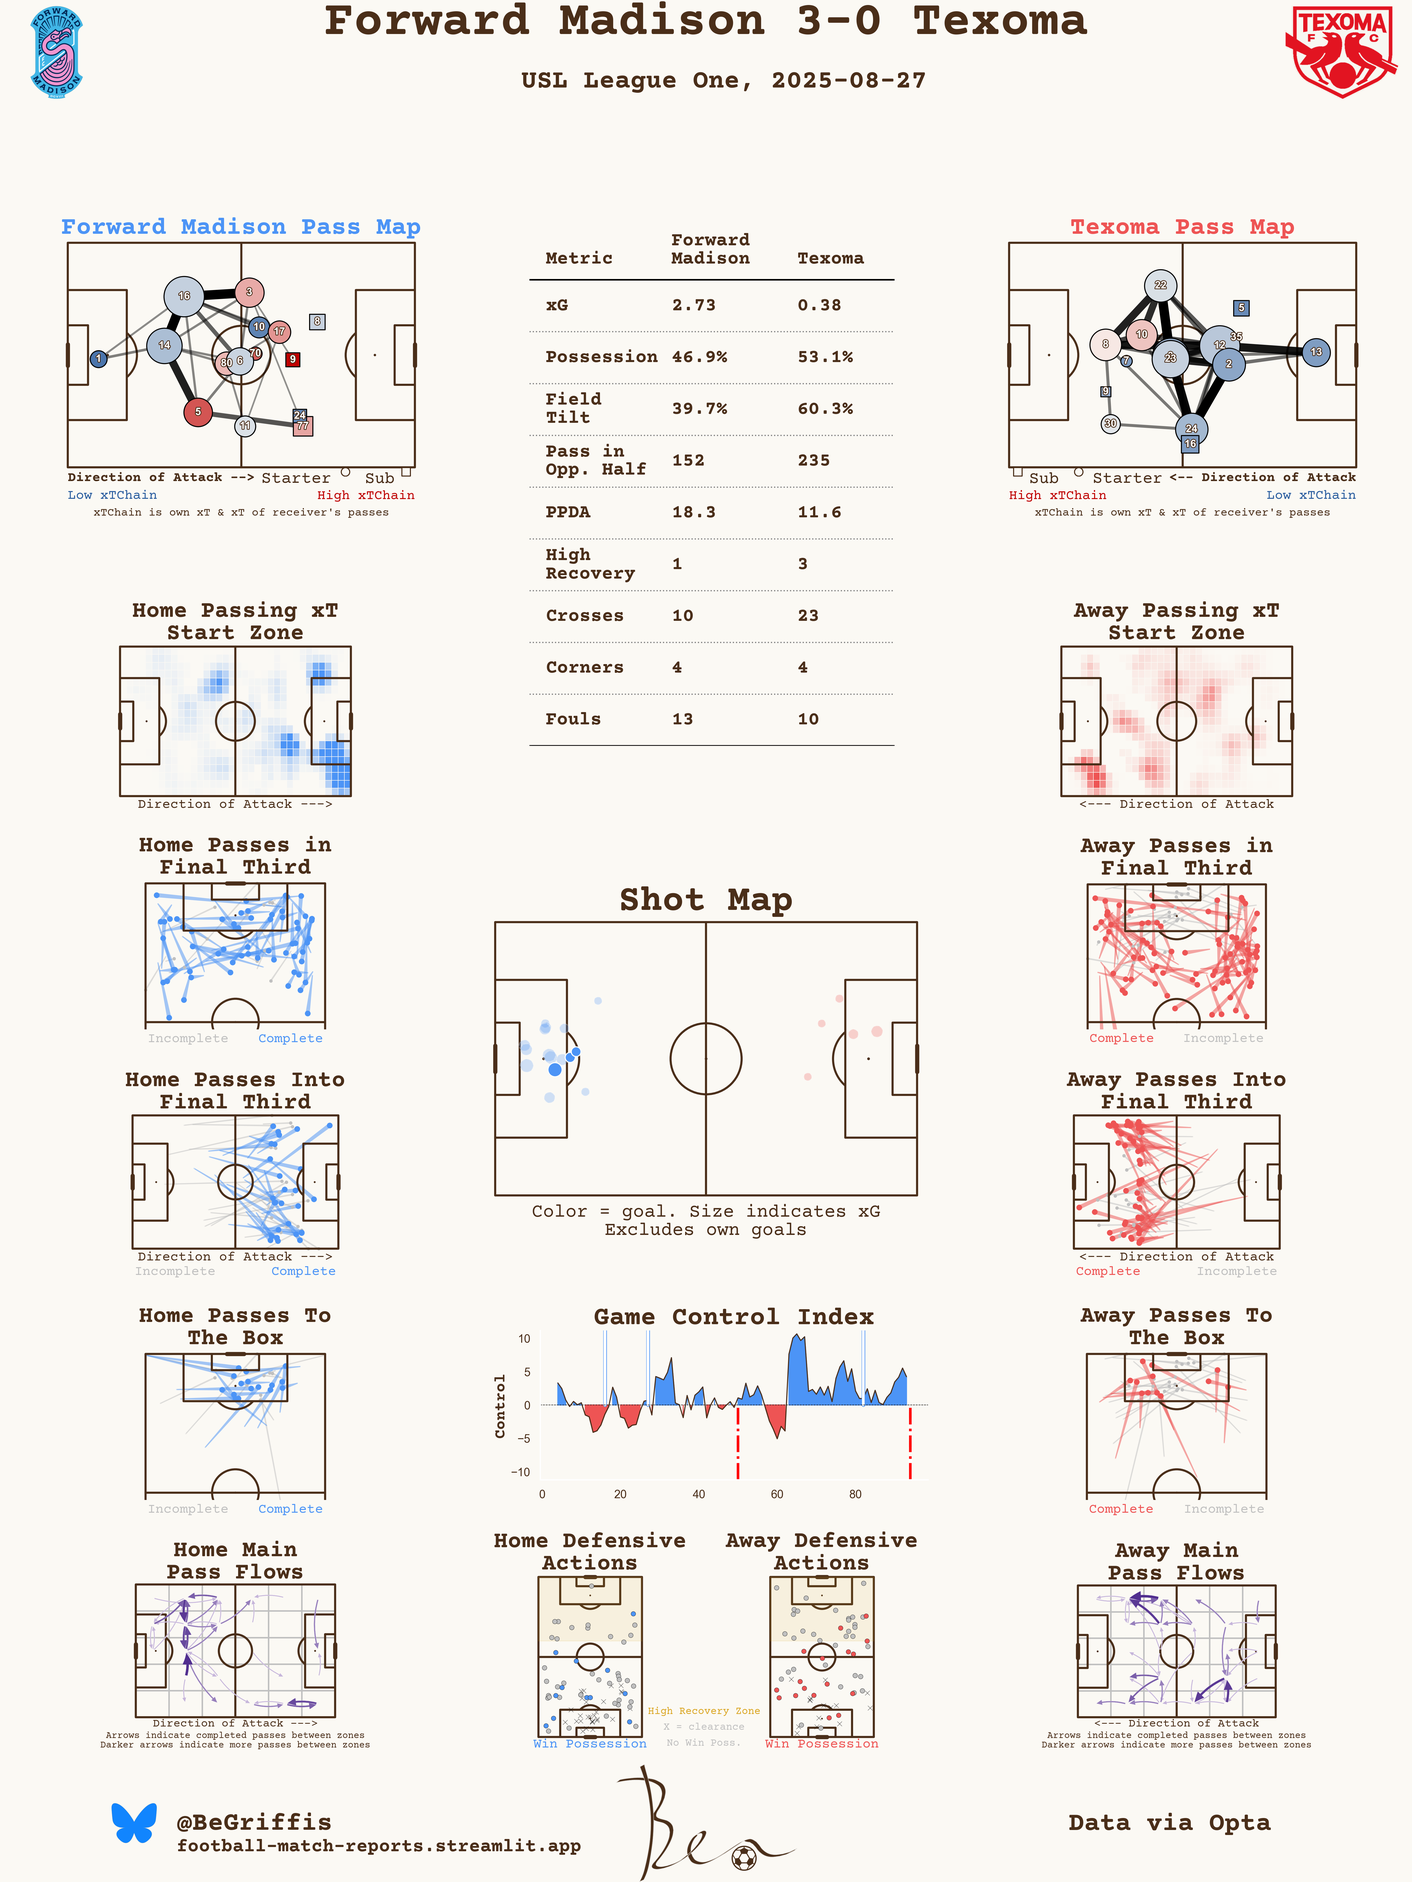 Forward Madison 3-0 Texoma
USL League One, 2025-08-27
FORWARD
MADISON
TEXOMA
F C
Forward Madison Pass Map
16
3
8
10
17
14
1
70
80
6
9
5
24
11
77
Direction of Attack --> Starter Sub
Low xTChain High xTChain
xTChain is own xT & xT of receiver's passes
Metric Forward Madison Texoma
xG 2.73 0.38
Possession 46.9% 53.1%
Field Tilt 39.7% 60.3%
Pass in Opp. Half 152 235
PPDA 18.3 11.6
High Recovery 1 3
Crosses 10 23
Corners 4 4
Fouls 13 10
Texoma Pass Map
22
5
10
35
8
12
13
23
7
2
9
30
24
16
Sub Starter <-- Direction of Attack
High xTChain Low xTChain
xTChain is own xT & xT of receiver's passes
Home Passing xT
Start Zone
Direction of Attack --->
Away Passing xT
Start Zone
<--- Direction of Attack
Home Passes in
Final Third
Incomplete Complete
Away Passes in
Final Third
Complete Incomplete
Shot Map
Color = goal. Size indicates xG
Excludes own goals
Home Passes Into
Final Third
Direction of Attack --->
Incomplete Complete
Away Passes Into
Final Third
<--- Direction of Attack
Complete Incomplete
Game Control Index
Control
10
5
0
−5
−10
0 20 40 60 80
Home Passes To
The Box
Incomplete Complete
Away Passes To
The Box
Complete Incomplete
Home Defensive
Actions
Win Possession
Away Defensive
Actions
Win Possession
High Recovery Zone
X = clearance
No Win Poss.
Home Main
Pass Flows
Direction of Attack --->
Arrows indicate completed passes between zones
Darker arrows indicate more passes between zones
Away Main
Pass Flows
<--- Direction of Attack
Arrows indicate completed passes between zones
Darker arrows indicate more passes between zones
@BeGriffis
football-match-reports.streamlit.app
Ben
Data via Opta